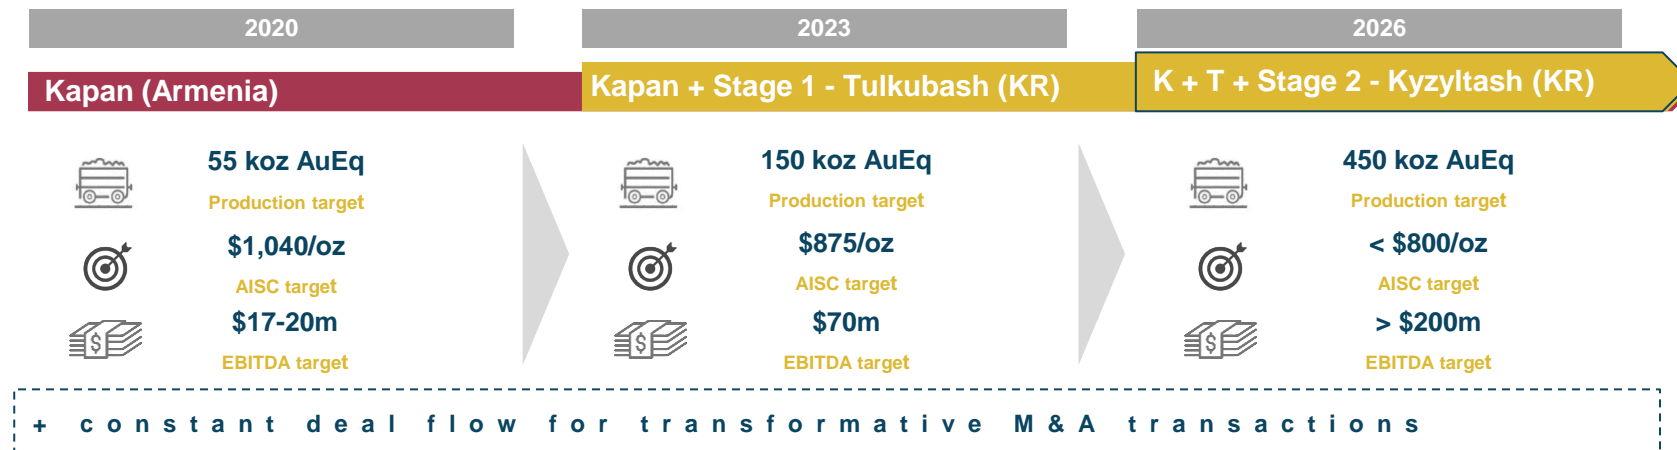 2020
2023
2026
Kapan (Armenia)
Kapan + Stage 1 - Tulkubash (KR)
K + T + Stage 2 - Kyzyltash (KR)
55 koz AuEq
Production target
$1,040/oz
AISC target
$17-20m
EBITDA target
150 koz AuEq
Production target
$875/oz
AISC target
$70m
EBITDA target
450 koz AuEq
Production target
< $800/oz
AISC target
> $200m
EBITDA target
+ constant deal flow for transformative M&A transactions